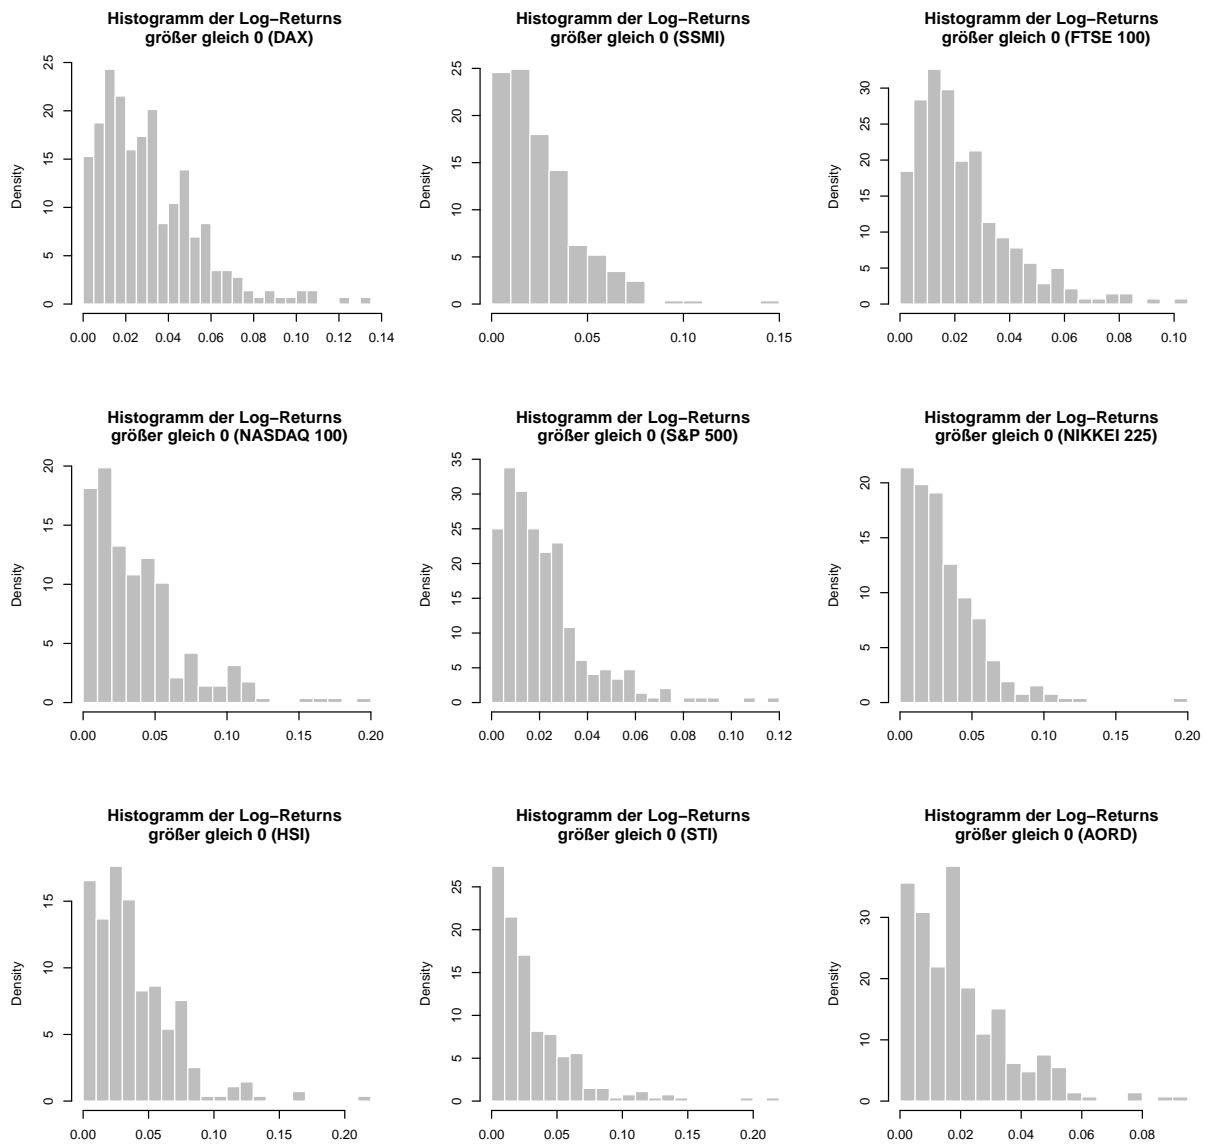 Histogramm der Log−Returns
größer gleich 0 (DAX)
Density
0
5
10
15
20
25
0.00 0.02 0.04 0.06 0.08 0.10 0.12 0.14
Histogramm der Log−Returns
größer gleich 0 (SSMI)
Density
0
5
10
15
20
25
0.00 0.05 0.10 0.15
Histogramm der Log−Returns
größer gleich 0 (FTSE 100)
Density
0
5
10
15
20
25
30
0.00 0.02 0.04 0.06 0.08 0.10
Histogramm der Log−Returns
größer gleich 0 (NASDAQ 100)
Density
0
5
10
15
20
0.00 0.05 0.10 0.15 0.20
Histogramm der Log−Returns
größer gleich 0 (S&P 500)
Density
0
5
10
15
20
25
30
35
0.00 0.02 0.04 0.06 0.08 0.10 0.12
Histogramm der Log−Returns
größer gleich 0 (NIKKEI 225)
Density
0
5
10
15
20
0.00 0.05 0.10 0.15 0.20
Histogramm der Log−Returns
größer gleich 0 (HSI)
Density
0
5
10
15
0.00 0.05 0.10 0.15 0.20
Histogramm der Log−Returns
größer gleich 0 (STI)
Density
0
5
10
15
20
25
0.00 0.05 0.10 0.15 0.20
Histogramm der Log−Returns
größer gleich 0 (AORD)
Density
0
10
20
30
0.00 0.02 0.04 0.06 0.08